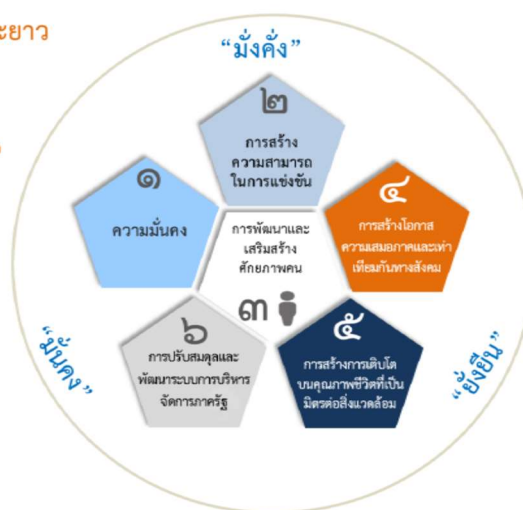 ะยาว
“มั่งคั่ง”
๒
การสร้าง
ความสามารถ
ในการแข่งขัน
๑
ความมั่นคง
๔
การสร้างโอกาส
ความเสมอภาคและเท่า
เทียมกันทางสังคม
การพัฒนาและ
เสริมสร้าง
ศักยภาพคน
๓
๖
การปรับสมดุลและ
พัฒนาระบบการบริหาร
จัดการภาครัฐ
๕
การสร้างการเติบโต
บนคุณภาพชีวิตที่เป็น
มิตรต่อสิ่งแวดล้อม
“มั่นคง”
“ยั่งยืน”